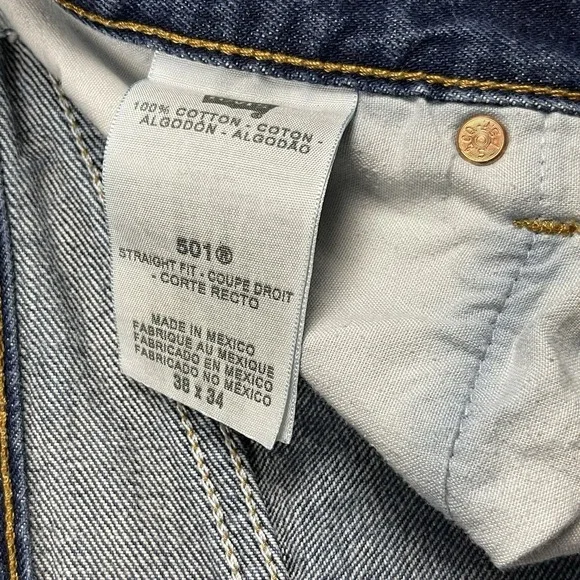 100% COTTON - COTON -
ALGODÓN - ALGODÃO
501®
STRAIGHT FIT - COUPE DROIT
- CORTE RECTO
MADE IN MEXICO
FABRIQUE AU MEXIQUE
FABRICADO EN MEXICO
FABRICADO NO MÉXICO
38 x 34